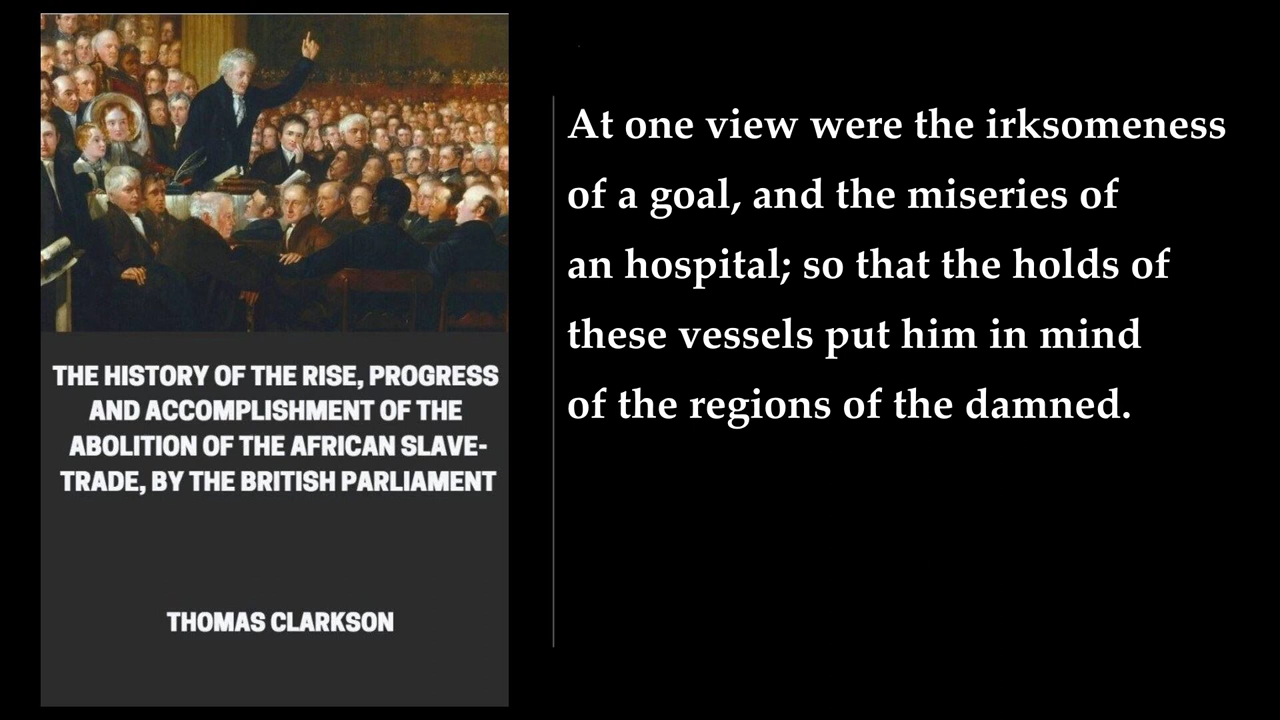 THE HISTORY OF THE RISE, PROGRESS
AND ACCOMPLISHMENT OF THE
ABOLITION OF THE AFRICAN SLAVE-
TRADE, BY THE BRITISH PARLIAMENT
THOMAS CLARKSON
At one view were the irksomeness
of a goal, and the miseries of
an hospital; so that the holds of
these vessels put him in mind
of the regions of the damned.